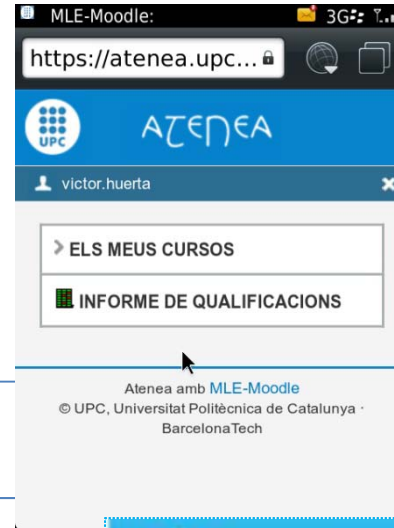 MLE-Moodle:
3G
https://atenea.upc...
UPC
ATENEA
victor.huerta
ELS MEUS CURSOS
INFORME DE QUALIFICACIONS
Atenea amb MLE-Moodle
© UPC, Universitat Politècnica de Catalunya ·
BarcelonaTech